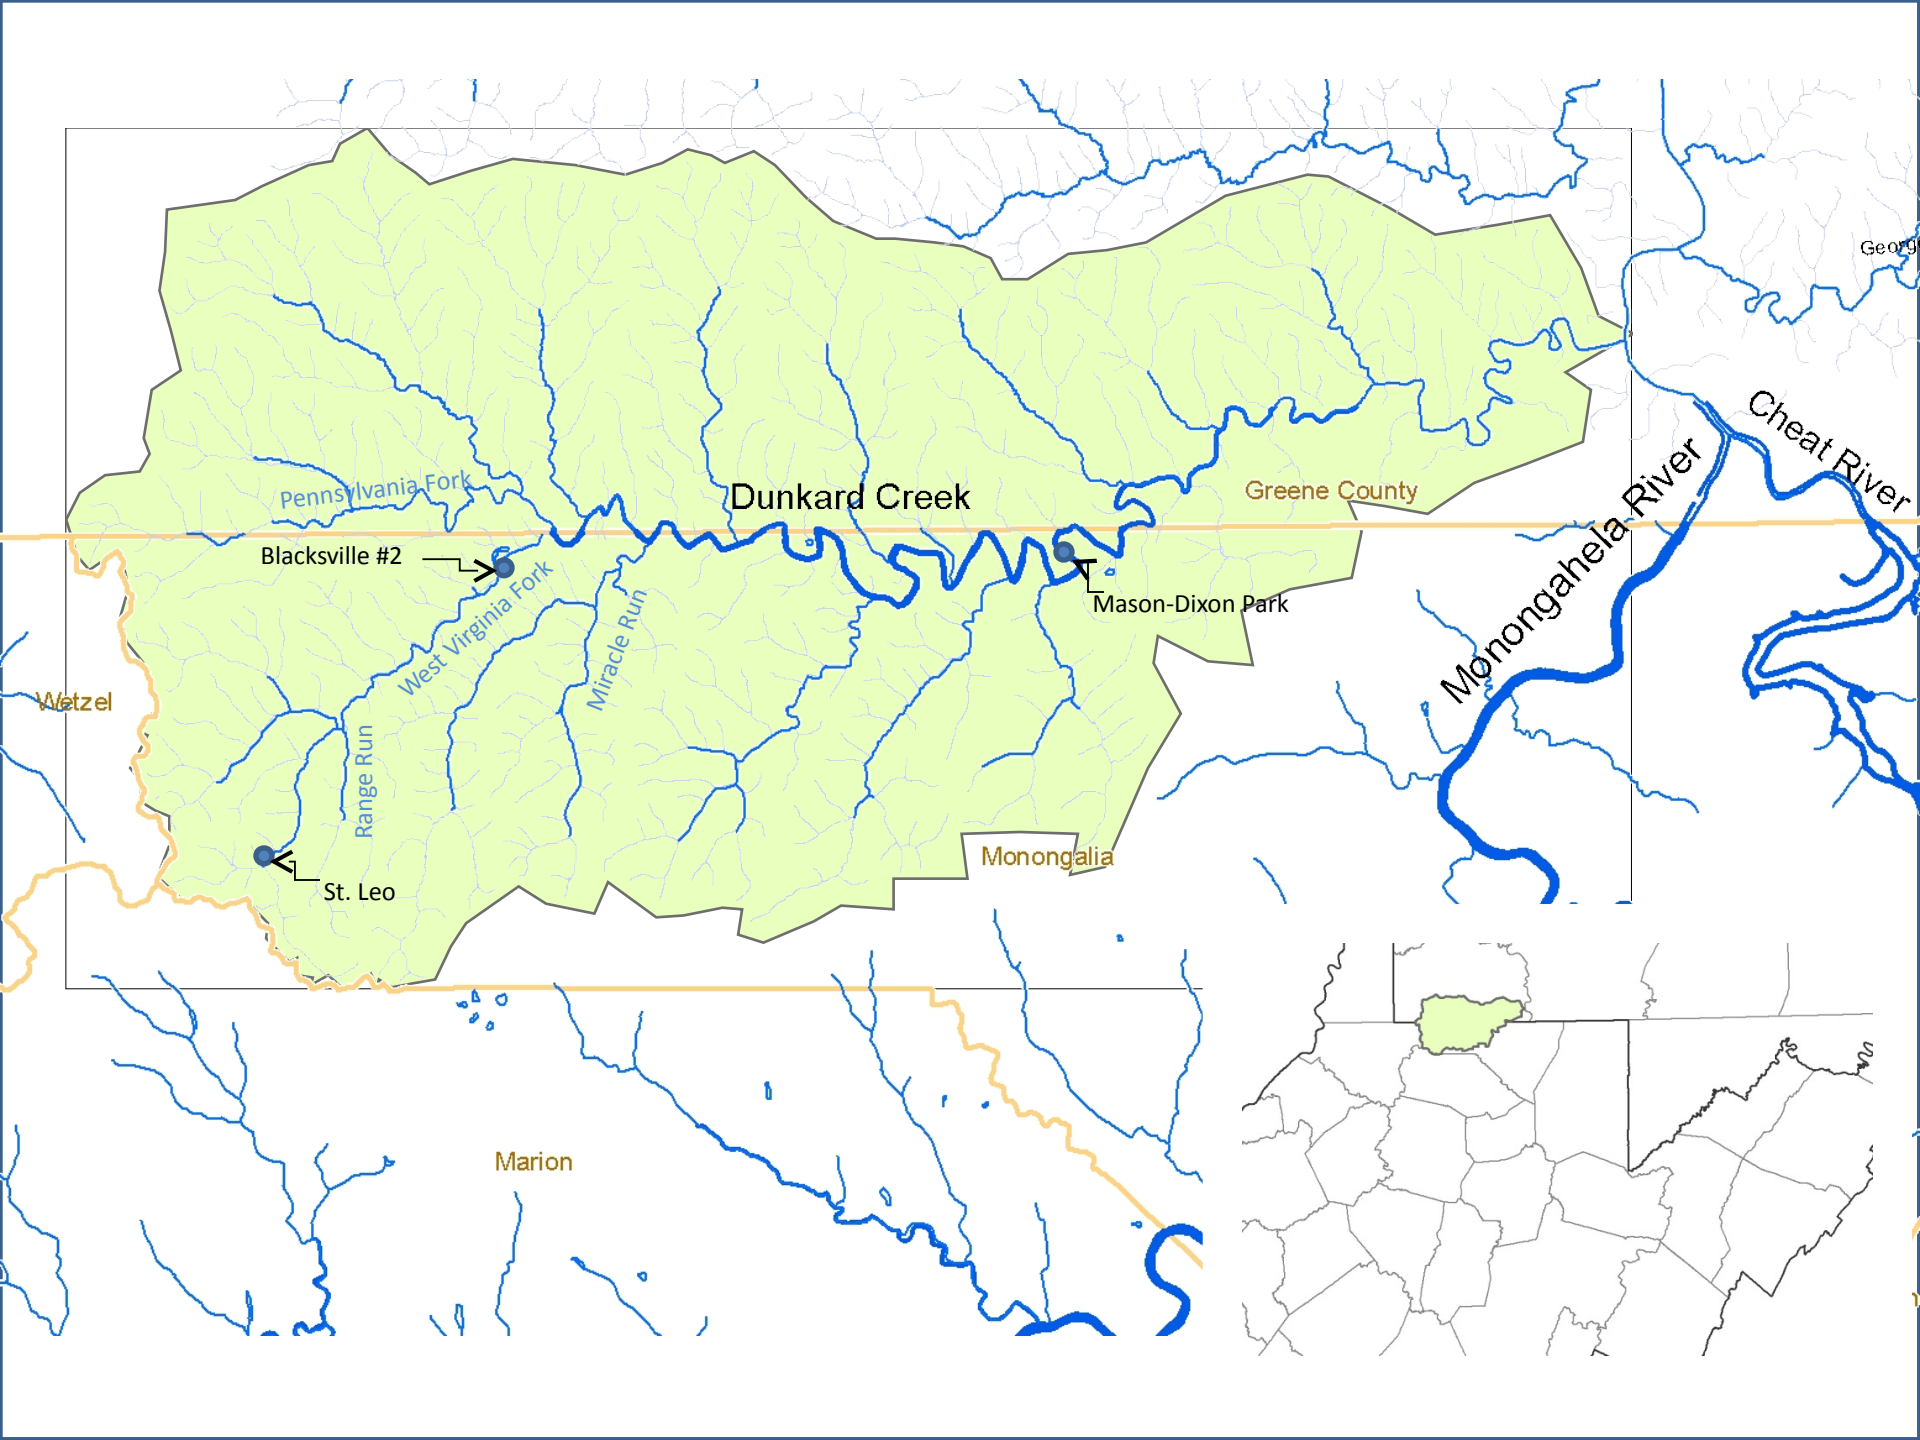 Georg
Cheat River
Pennsylvania Fork
Dunkard Creek
Greene County
Monongahela River
Blacksville #2
West Virginia Fork
Miracle Run
Mason-Dixon Park
Wetzel
Range Run
Monongalia
St. Leo
Marion